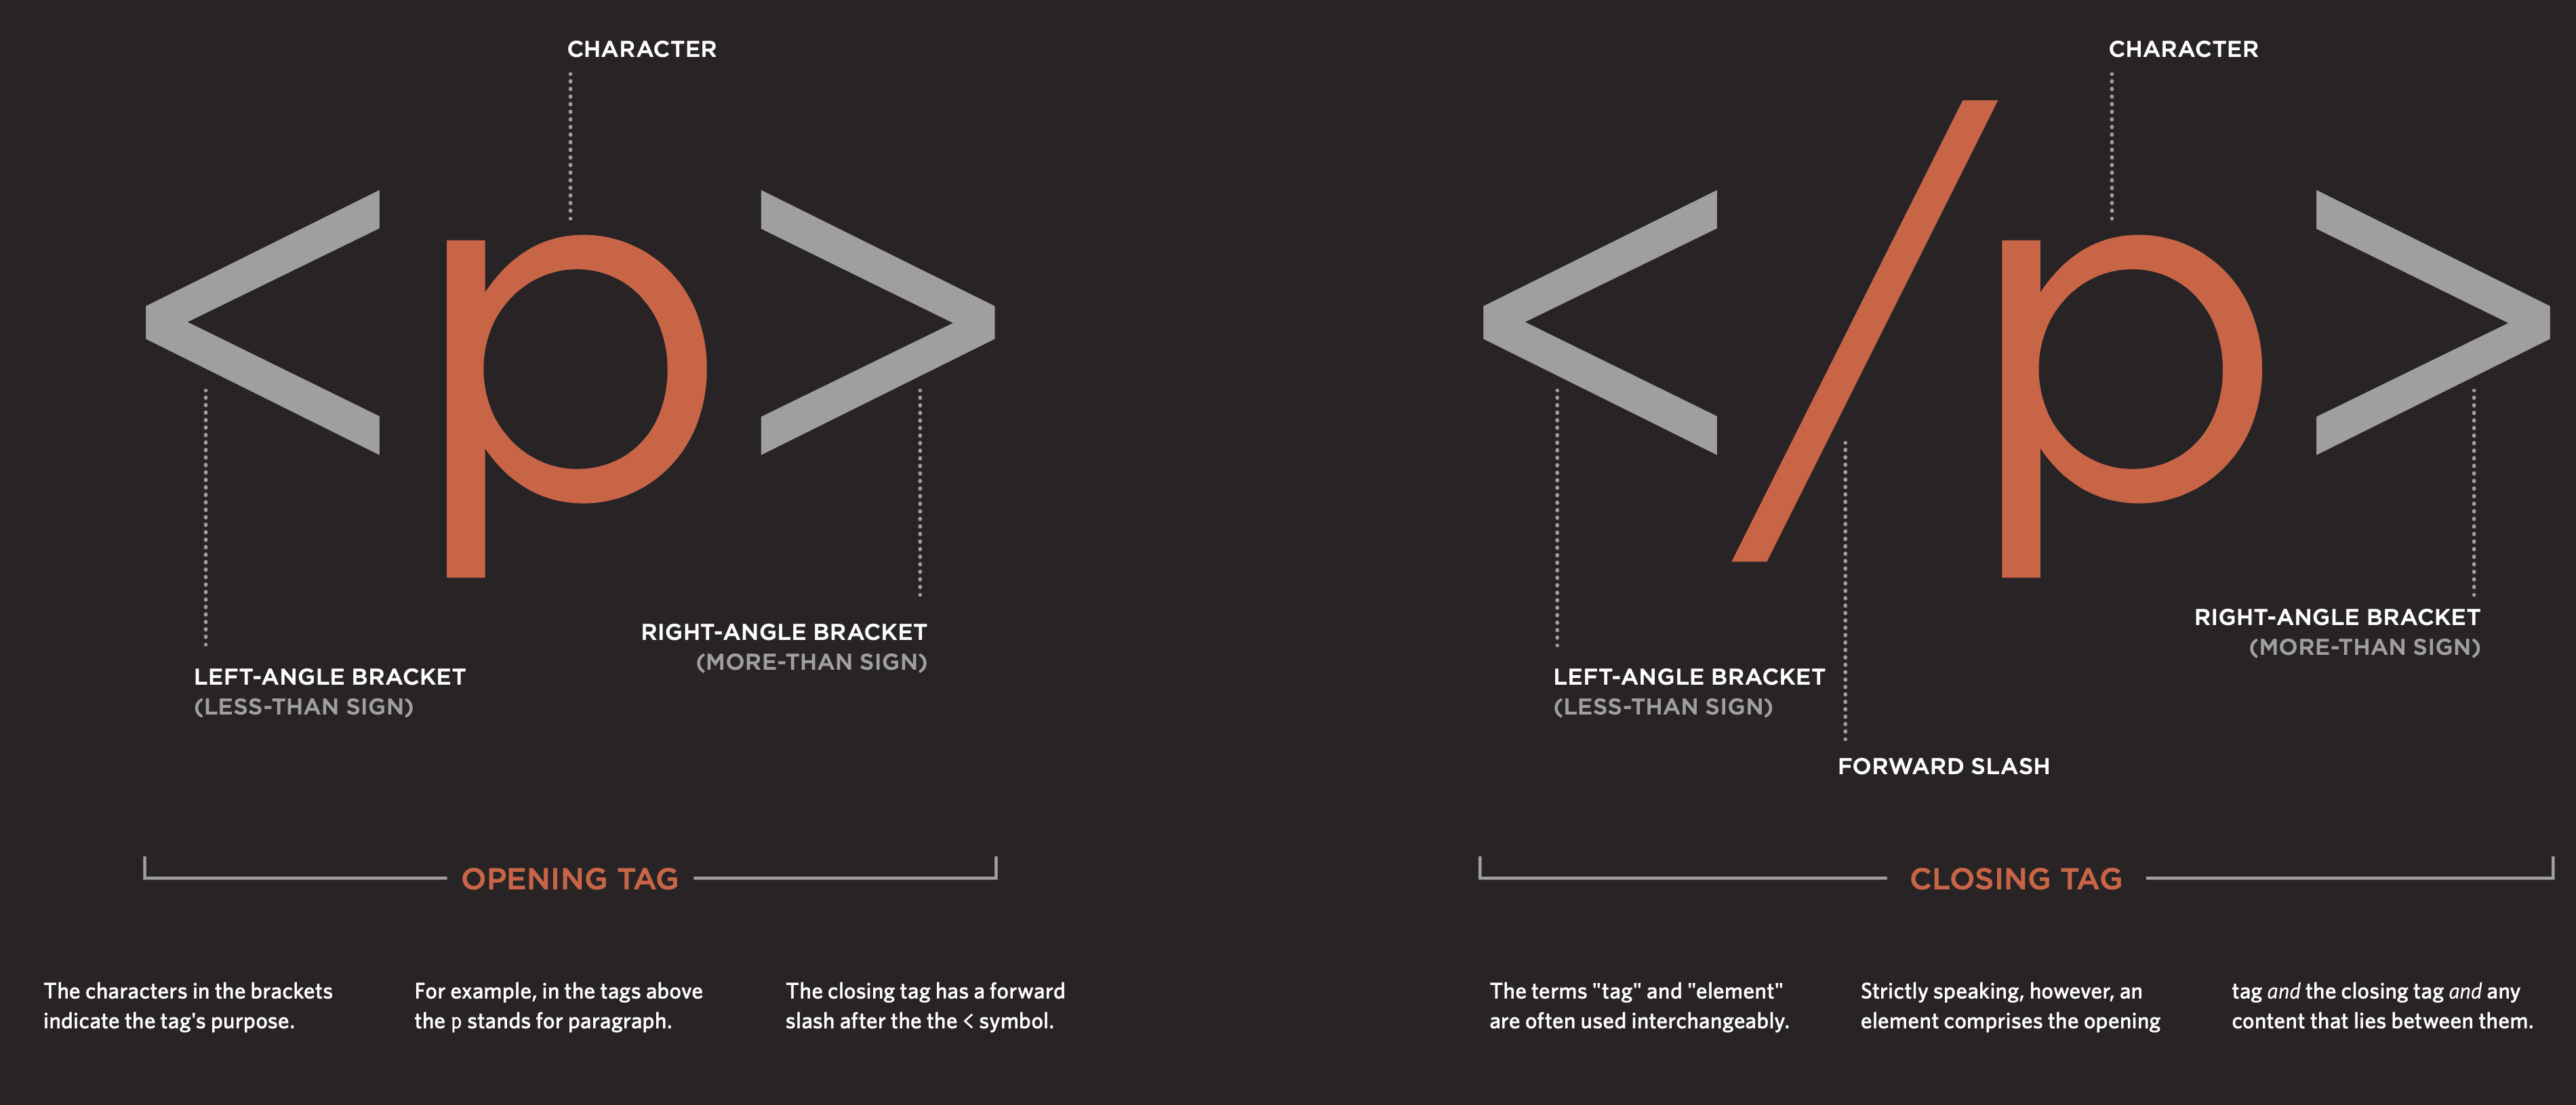 CHARACTER
<p>
LEFT-ANGLE BRACKET
(LESS-THAN SIGN)
RIGHT-ANGLE BRACKET
(MORE-THAN SIGN)
OPENING TAG
The characters in the brackets
indicate the tag's purpose.
For example, in the tags above
the p stands for paragraph.
The closing tag has a forward
slash after the the < symbol.
CHARACTER
</p>
LEFT-ANGLE BRACKET
(LESS-THAN SIGN)
FORWARD SLASH
RIGHT-ANGLE BRACKET
(MORE-THAN SIGN)
CLOSING TAG
The terms "tag" and "element"
are often used interchangeably.
Strictly speaking, however, an
element comprises the opening
tag and the closing tag and any
content that lies between them.